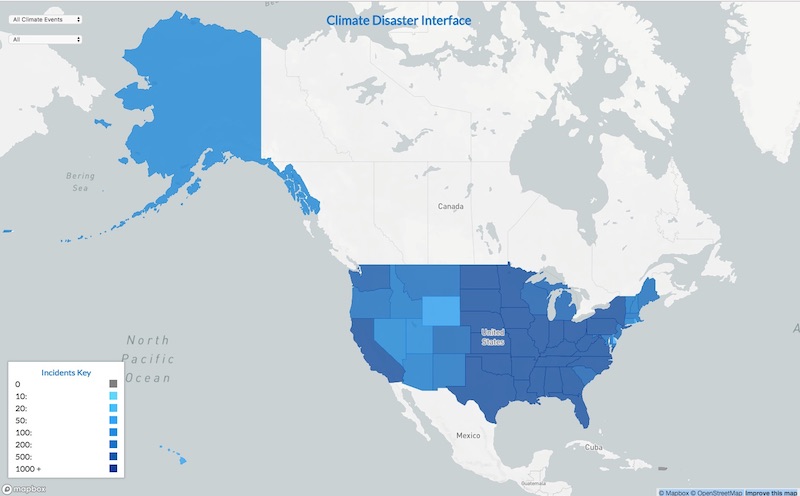 All Climate Events
Climate Disaster Interface
All
Bering
Sea
Canada
United
States
North
Pacific
Ocean
Incidents Key
0
10:
20:
50:
100:
200:
500:
1000 +
Mexico
Cuba
Guatemala
mapbox
© Mapbox © OpenStreetMap Improve this map